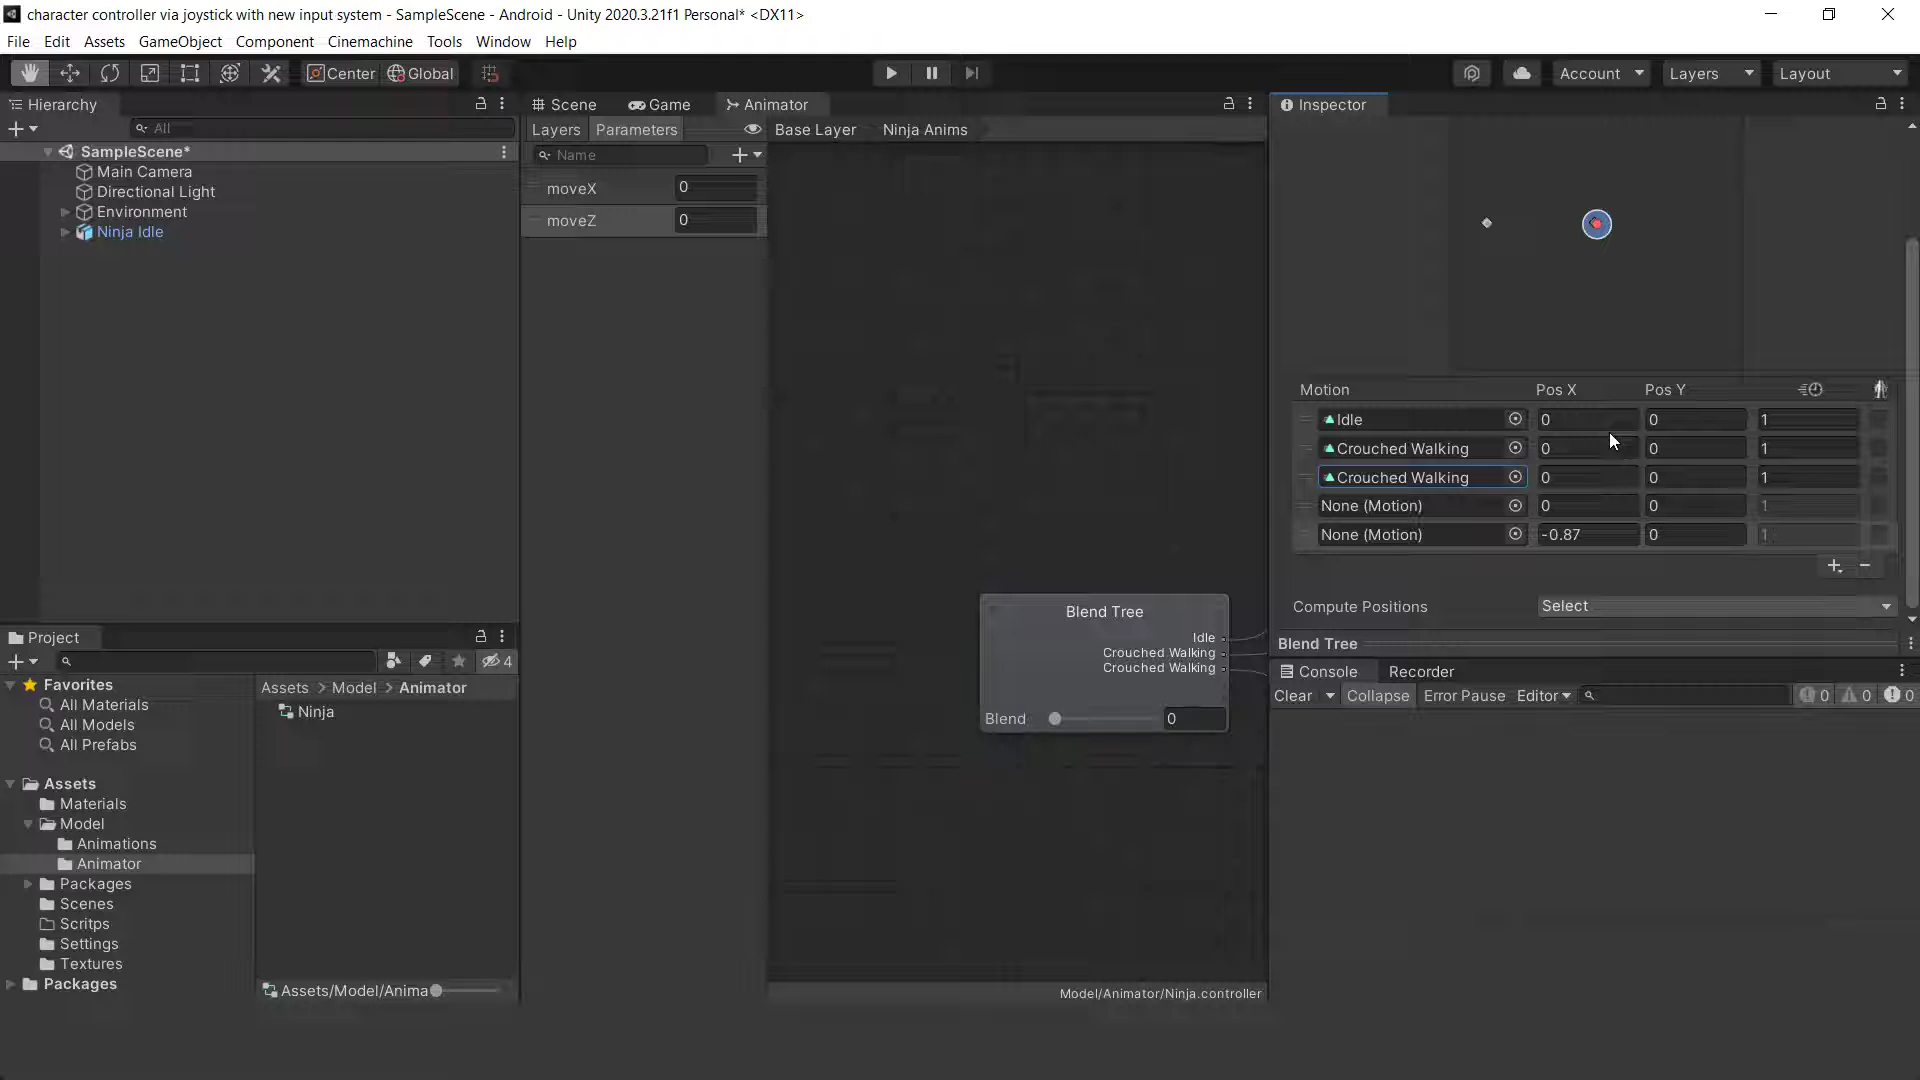 character controller via joystick with new input system - SampleScene - Android - Unity 2020.3.21f1 Personal* <DX11>
File Edit Assets GameObject Component Cinemachine Tools Window Help
Center Global Account Layers Layout
Hierarchy
All
SampleScene*
Main Camera
Directional Light
Environment
Ninja Idle
Scene Game Animator
Layers Parameters Base Layer Ninja Anims
Name
moveX 0
moveZ 0
Blend Tree
Idle
Crouched Walking
Crouched Walking
Blend 0
Model/Animator/Ninja.controller
Inspector
Motion Pos X Pos Y
Idle 0 0 1
Crouched Walking 0 0 1
Crouched Walking 0 0 1
None (Motion) 0 0 1
None (Motion) -0.87 0 1
Compute Positions Select
Blend Tree
Console Recorder
Clear Collapse Error Pause Editor 0 0 0
Project
4
Favorites
All Materials
All Models
All Prefabs
Assets
Materials
Model
Animations
Animator
Packages
Scenes
Scritps
Settings
Textures
Packages
Assets > Model > Animator
Ninja
Assets/Model/Anima